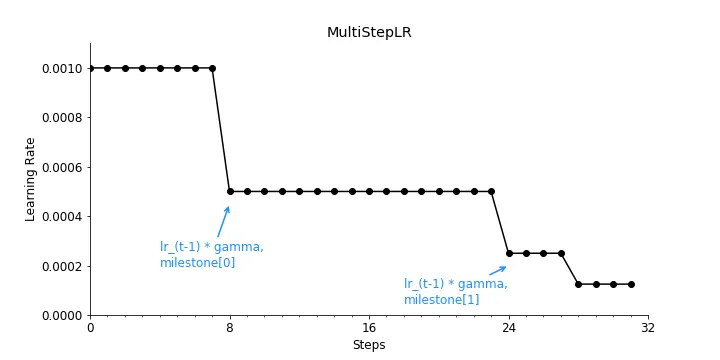 MultiStepLR
Learning Rate
0.0010
0.0008
0.0006
0.0004
0.0002
0.0000
lr_(t-1) * gamma,
milestone[0]
lr_(t-1) * gamma,
milestone[1]
0 8 16 24 32
Steps